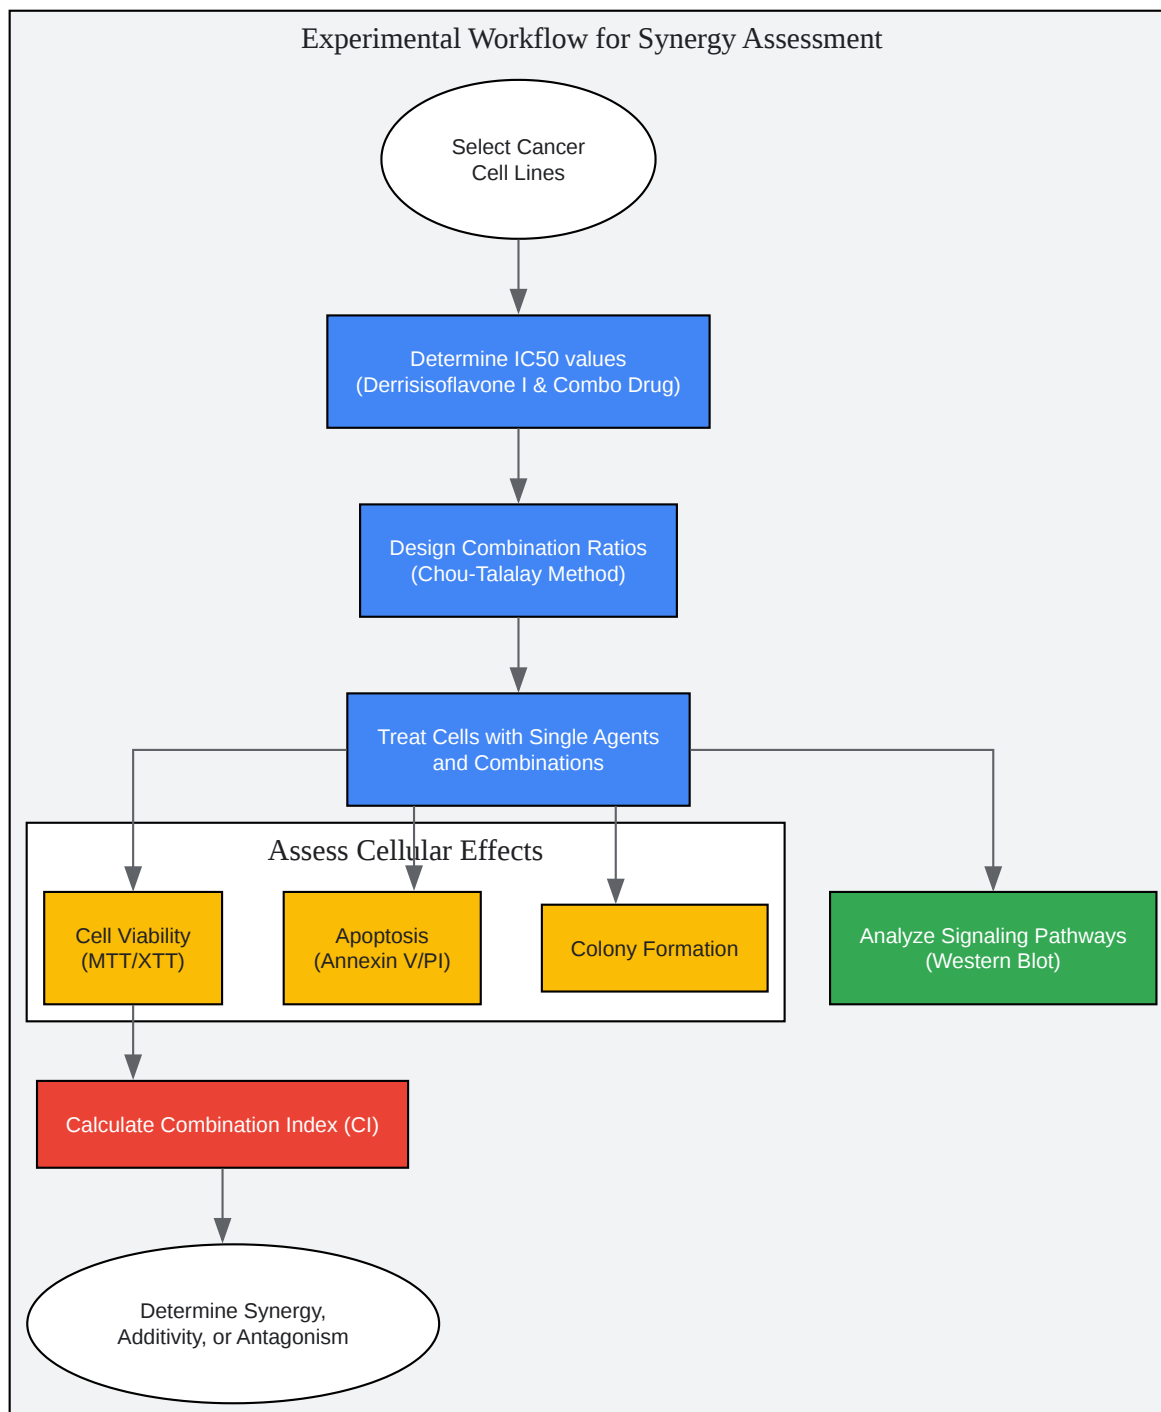 Experimental Workflow for Synergy Assessment
Select Cancer
Cell Lines
Determine IC50 values
(Derrisisoflavone I & Combo Drug)
Design Combination Ratios
(Chou-Talalay Method)
Treat Cells with Single Agents
and Combinations
Assess Cellular Effects
Cell Viability
(MTT/XTT)
Apoptosis
(Annexin V/PI)
Colony Formation
Analyze Signaling Pathways
(Western Blot)
Calculate Combination Index (CI)
Determine Synergy,
Additivity, or Antagonism